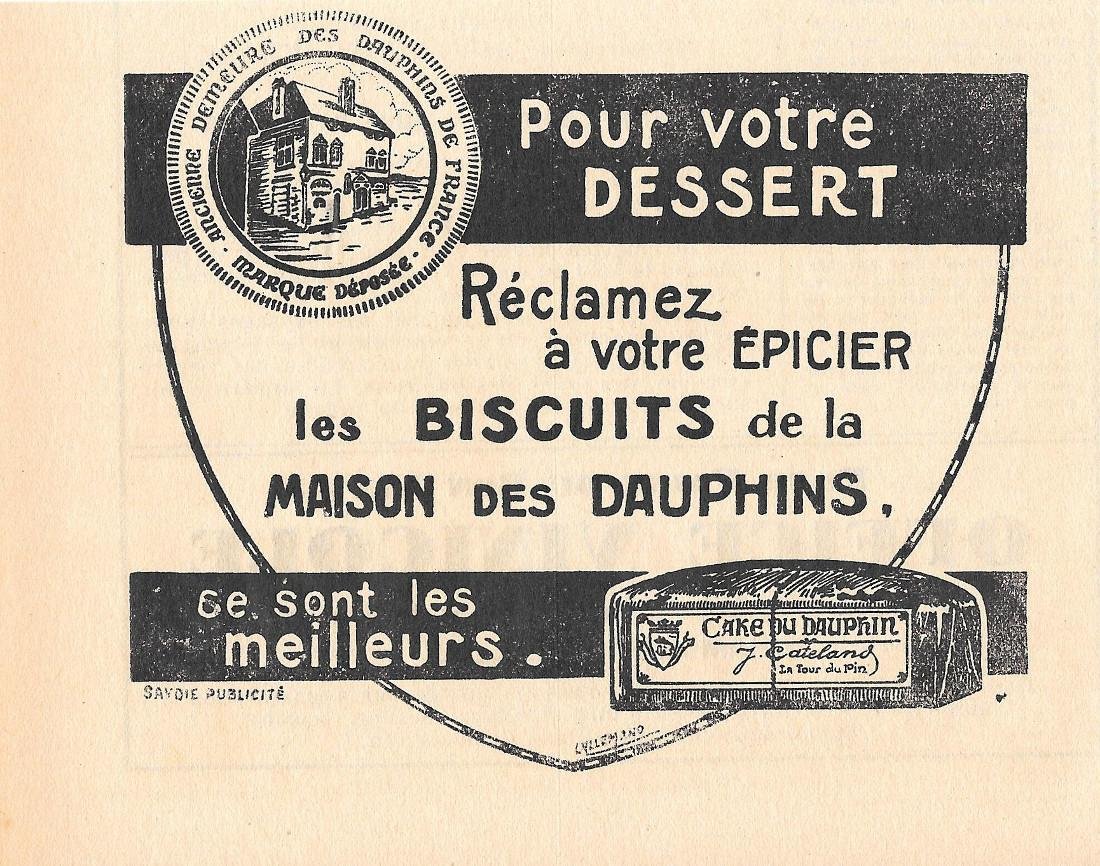 ANCIENNE DEMEURE DES DAUPHINS DE FRANCE
· MARQUE DÉPOSÉE ·
Pour votre
DESSERT
Réclamez
à votre ÉPICIER
les BISCUITS de la
MAISON DES DAUPHINS,
se sont les
meilleurs.
CAKE DU DAUPHIN
J. Cateland
La Tour du Pin
SAVOIE PUBLICITÉ